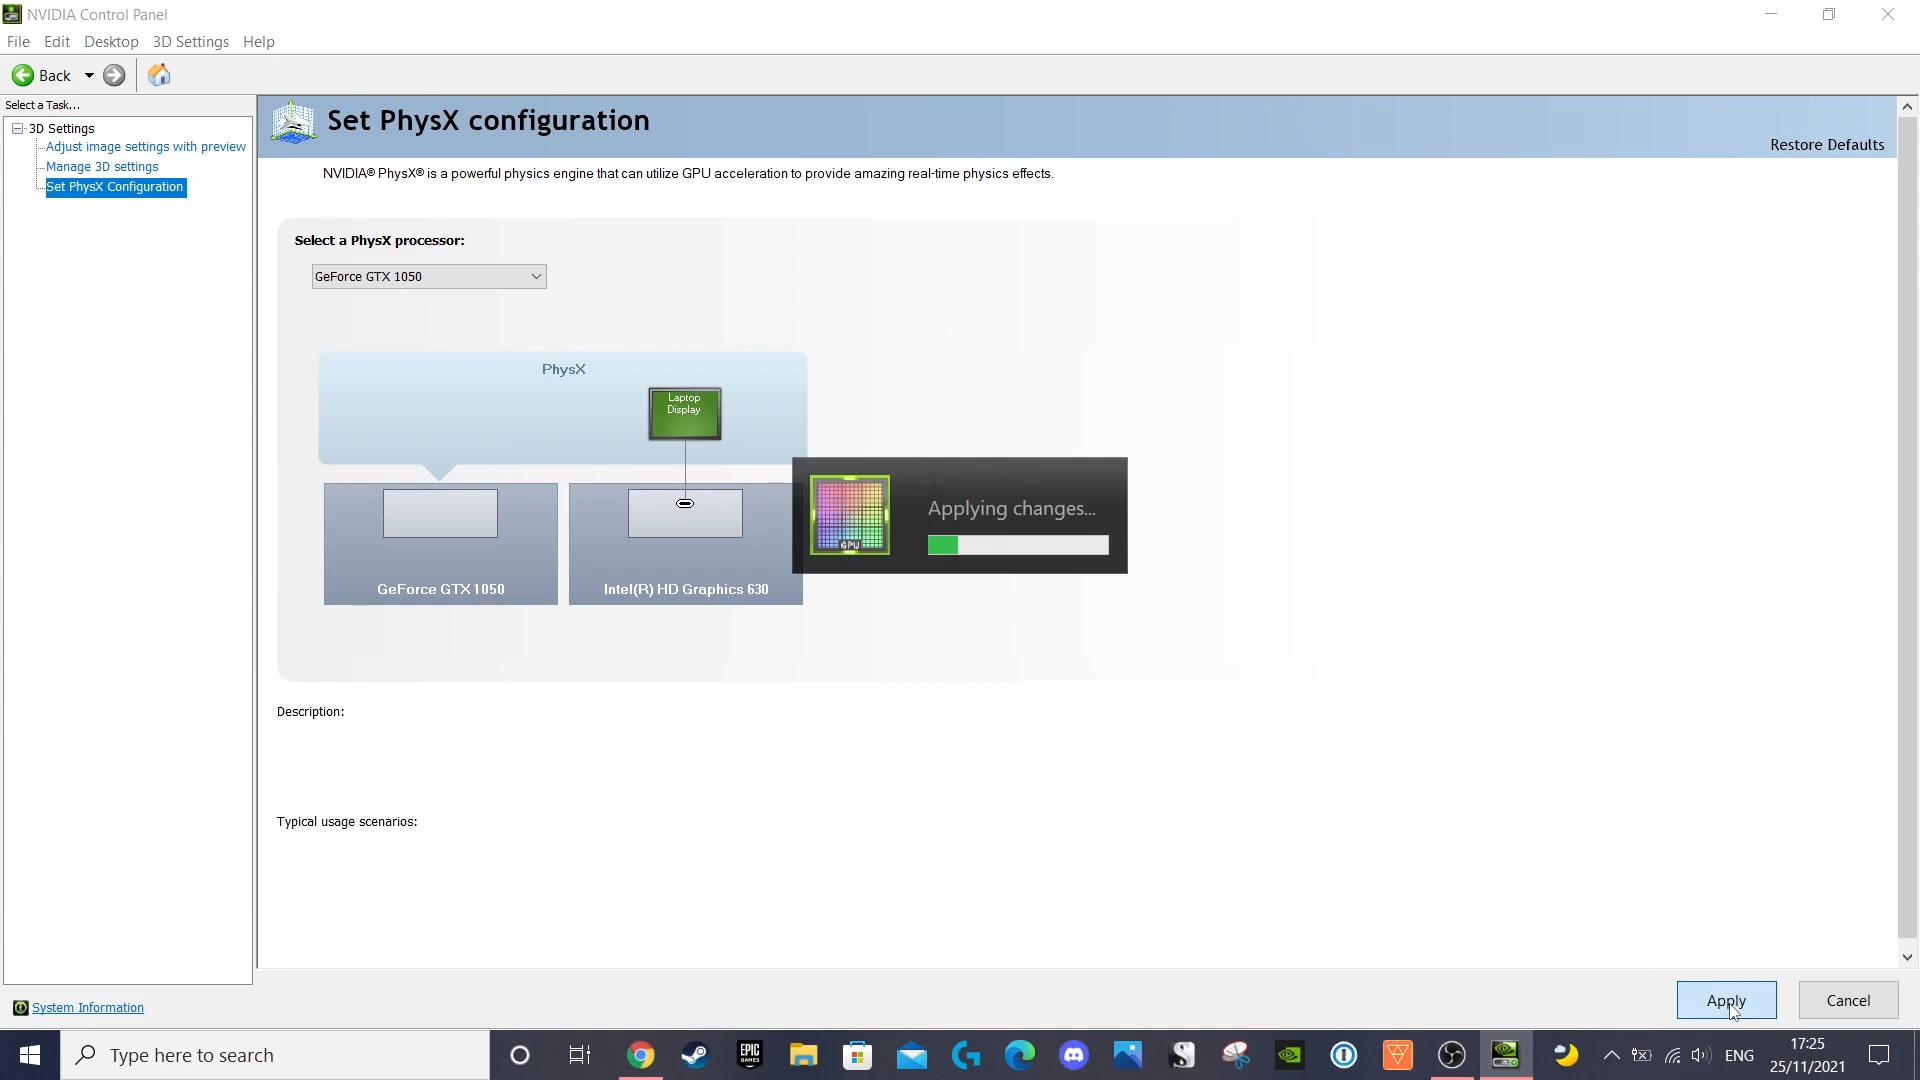 NVIDIA Control Panel
File Edit Desktop 3D Settings Help
Back
Select a Task...
3D Settings
Adjust image settings with preview
Manage 3D settings
Set PhysX Configuration
Set PhysX configuration
Restore Defaults
NVIDIA® PhysX® is a powerful physics engine that can utilize GPU acceleration to provide amazing real-time physics effects.
Select a PhysX processor:
GeForce GTX 1050
PhysX
Laptop
Display
GeForce GTX 1050
Intel(R) HD Graphics 630
GPU
Applying changes...
Description:
Typical usage scenarios:
System Information
Apply
Cancel
Type here to search
EPIC
GAMES
ENG
17:25
25/11/2021